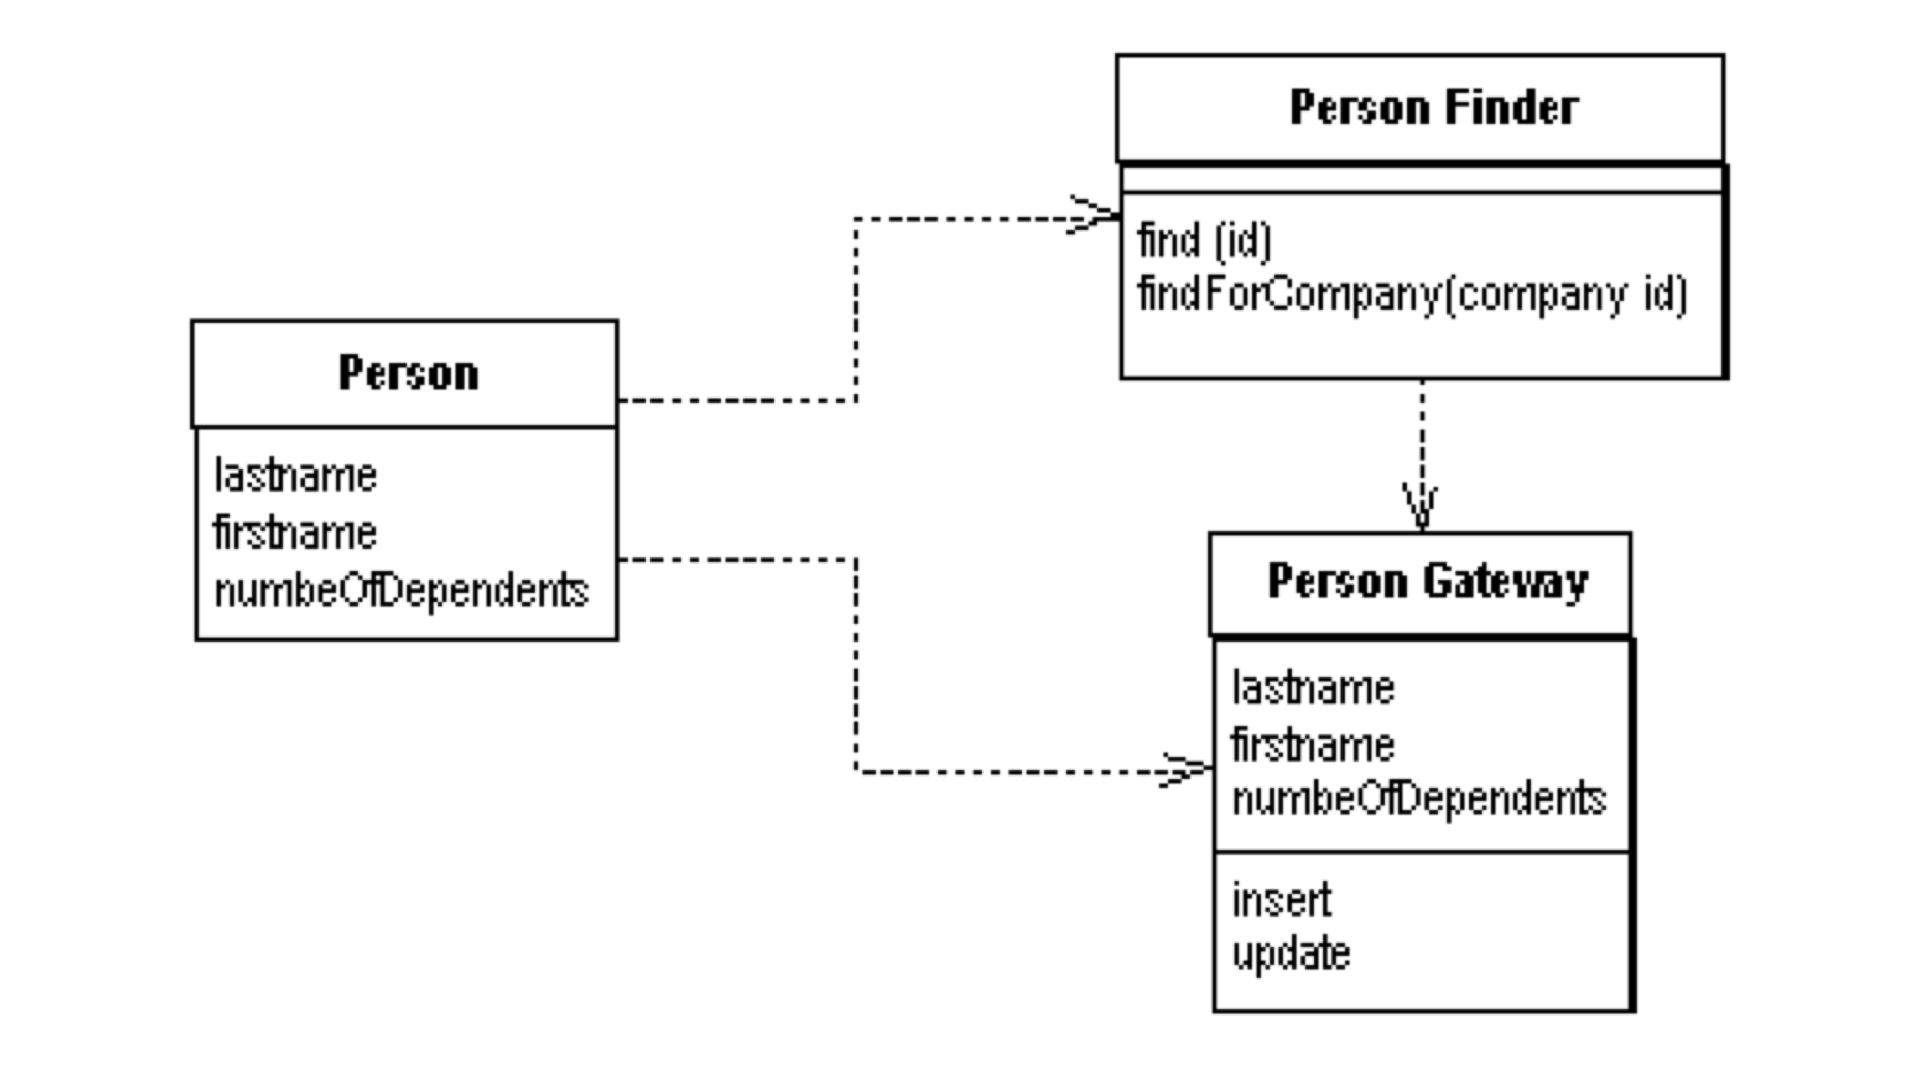 Person Finder
find (id)
findForCompany(company id)
Person
lastname
firstname
numbeOfDependents
Person Gateway
lastname
firstname
numbeOfDependents
insert
update